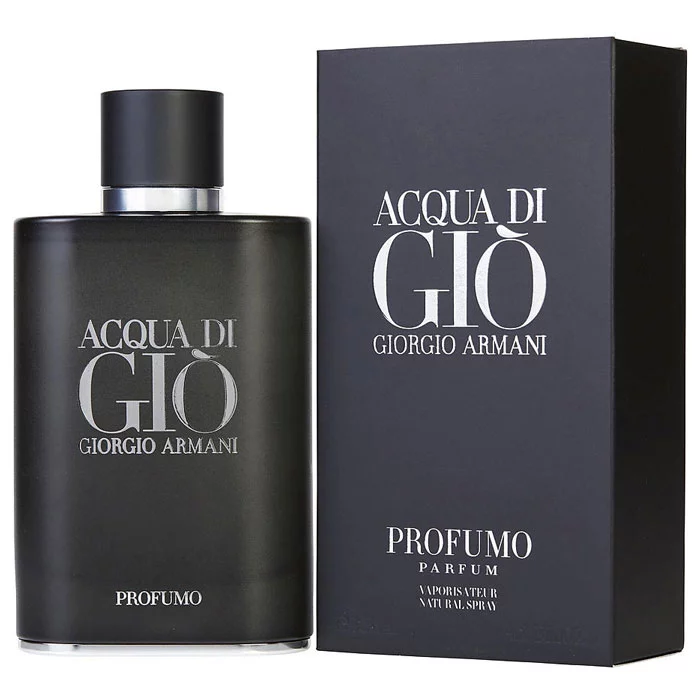 ACQUA DI
GIÒ
GIORGIO ARMANI
PROFUMO
ACQUA DI
GIÒ
GIORGIO ARMANI
PROFUMO
PARFUM
VAPORISATEUR
NATURAL SPRAY